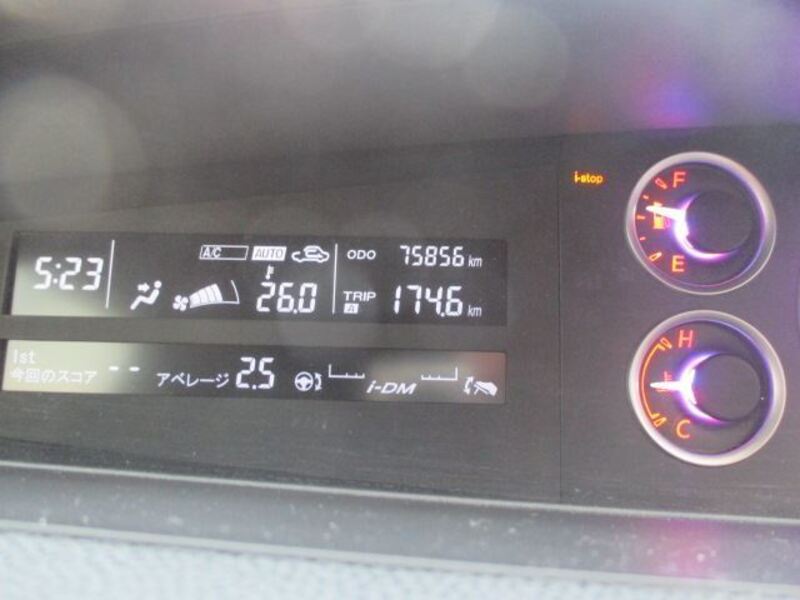 5:23
A/C AUTO
26.0
ODO 75856 km
TRIP A 174.6 km
1st
今回のスコア -- アベレージ 2.5
i-DM
i-stop
F
E
H
C